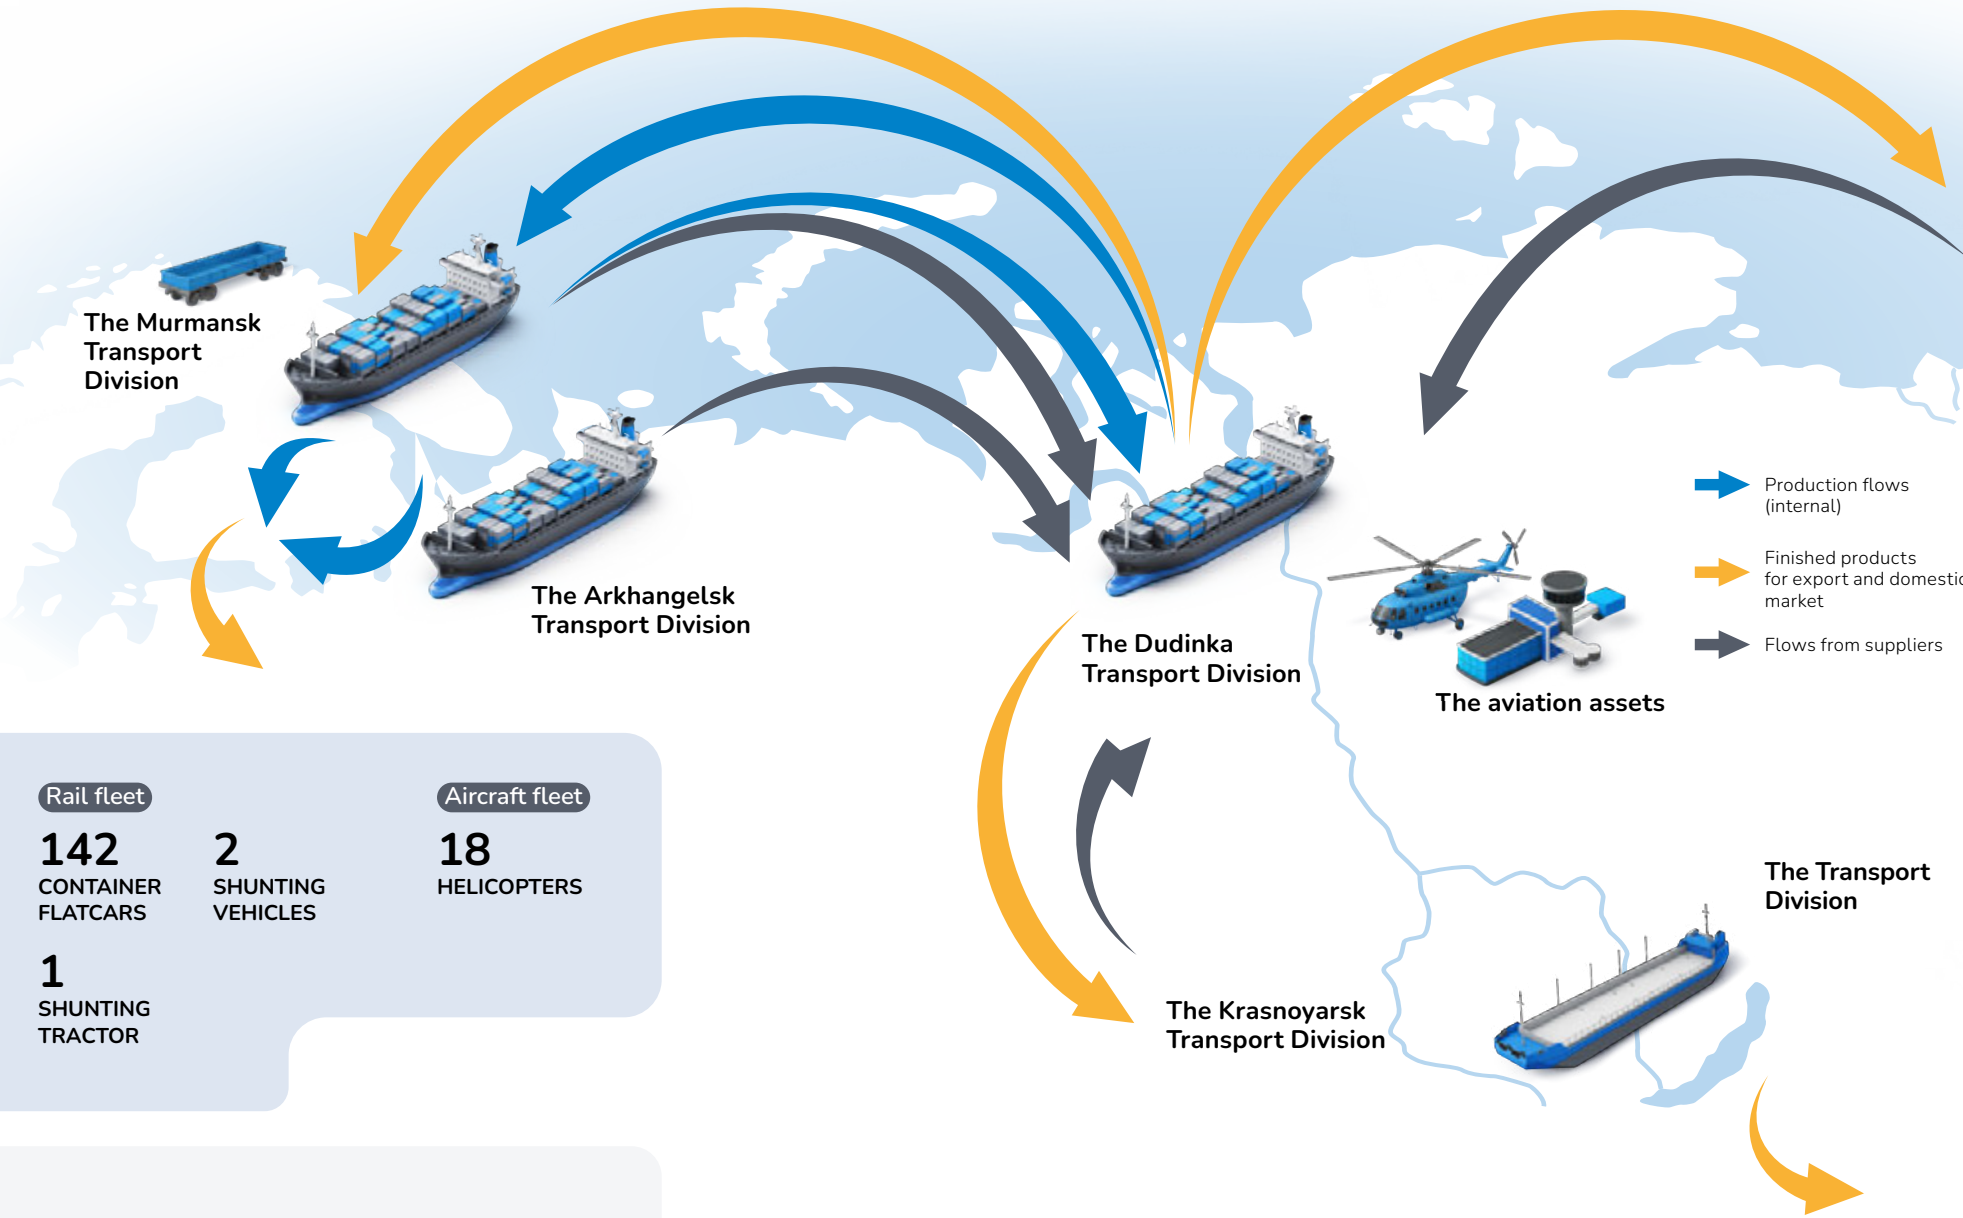 The Murmansk
Transport
Division
The Arkhangelsk
Transport Division
The Dudinka
Transport Division
The aviation assets
Production flows
(internal)
Finished products
for export and domestic
market
Flows from suppliers
Rail fleet
142
CONTAINER
FLATCARS
2
SHUNTING
VEHICLES
1
SHUNTING
TRACTOR
Aircraft fleet
18
HELICOPTERS
The Transport
Division
The Krasnoyarsk
Transport Division